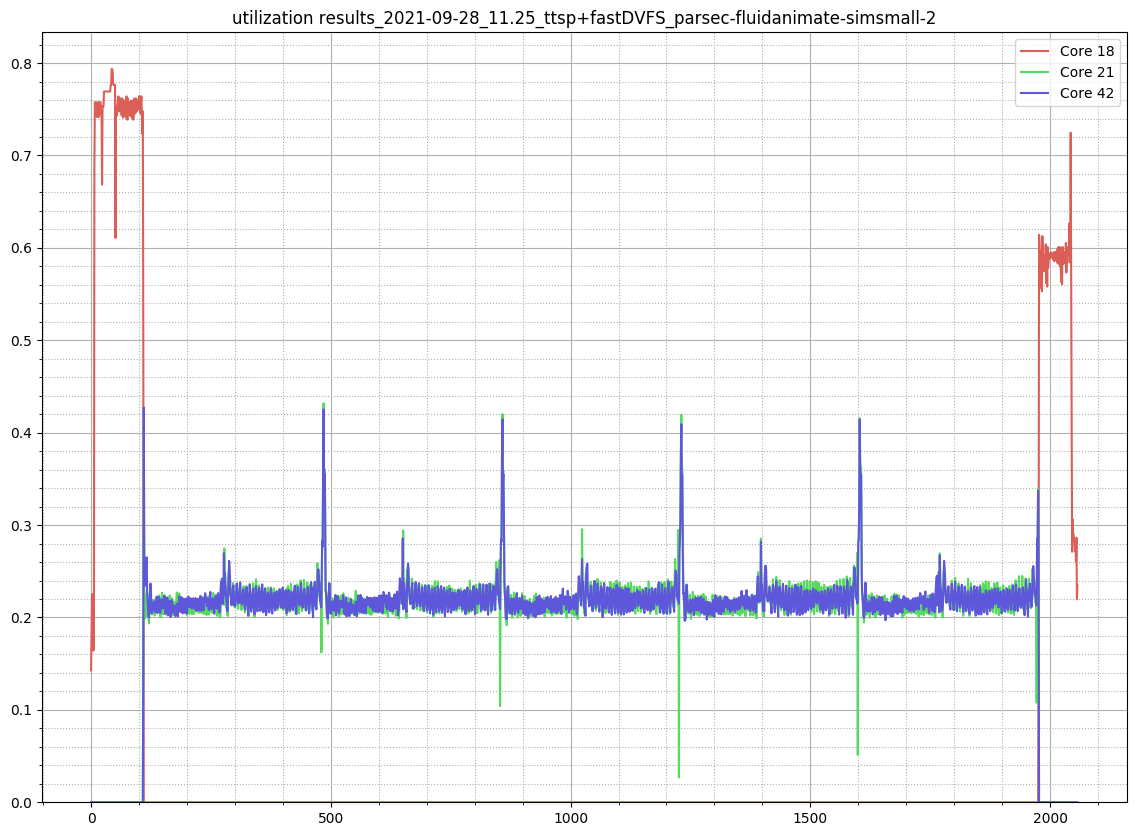 utilization results_2021-09-28_11.25_ttsp+fastDVFS_parsec-fluidanimate-simsmall-2
Core 18
Core 21
Core 42
0.8
0.7
0.6
0.5
0.4
0.3
0.2
0.1
0.0
0 500 1000 1500 2000